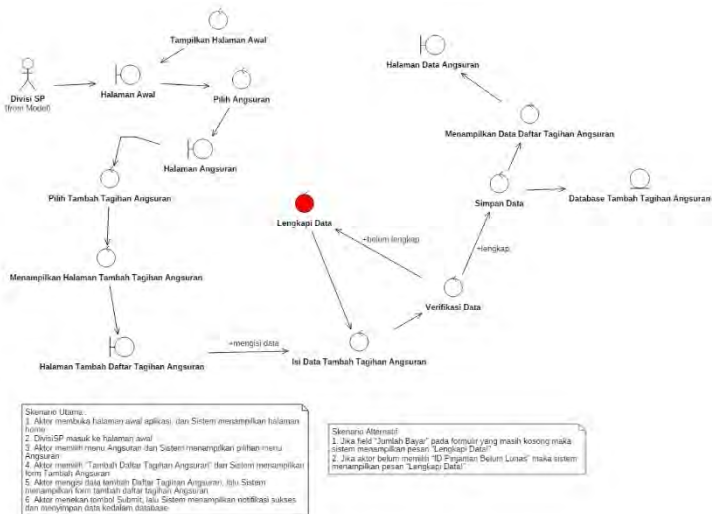 Tampilkan Halaman Awal
Halaman Data Angsuran
Divisi SP
(from Model)
Halaman Awal
Pilih Angsuran
Menampilkan Data Daftar Tagihan Angsuran
Halaman Angsuran
Pilih Tambah Tagihan Angsuran
Simpan Data
Database Tambah Tagihan Angsuran
Lengkapi Data
+belum lengkap
+lengkap
Menampilkan Halaman Tambah Tagihan Angsuran
Verifikasi Data
+mengisi data
Halaman Tambah Daftar Tagihan Angsuran
Isi Data Tambah Tagihan Angsuran
Skenario Utama:
1. Aktor membuka halaman awal aplikasi, dan Sistem menampilkan halaman
home
2. DivisiSP masuk ke halaman awal
3. Aktor memilih menu Angsuran dan Sistem menampilkan pilihan menu
Angsuran
4. Aktor memilih "Tambah Daftar Tagihan Angsuran" dan Sistem menampilkan
form Tambah Angsuran
5. Aktor mengisi data tambah Daftar Tagihan Angsuran, lalu Sistem
menampilkan form tambah daftar tagihan Angsuran
6. Aktor menekan tombol Submit, lalu Sistem menampilkan notifikasi sukses
dan menyimpan data kedalam database
Skenario Alternatif
1. Jika field "Jumlah Bayar" pada formulir yang masih kosong maka
sistem menampilkan pesan "Lengkapi Data!"
2. Jika aktor belum memilih "ID Pinjaman Belum Lunas" maka sistem
menampilkan pesan "Lengkapi Data!"